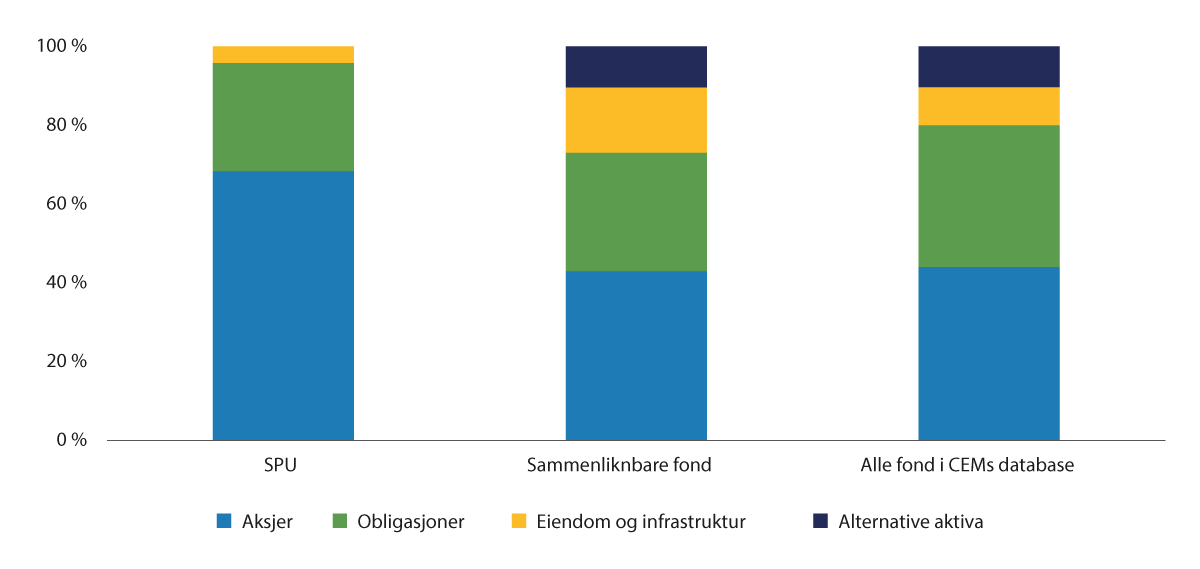 100 %
80 %
60 %
40 %
20 %
0 %
SPU
Sammenliknbare fond
Alle fond i CEMs database
Aksjer
Obligasjoner
Eiendom og infrastruktur
Alternative aktiva